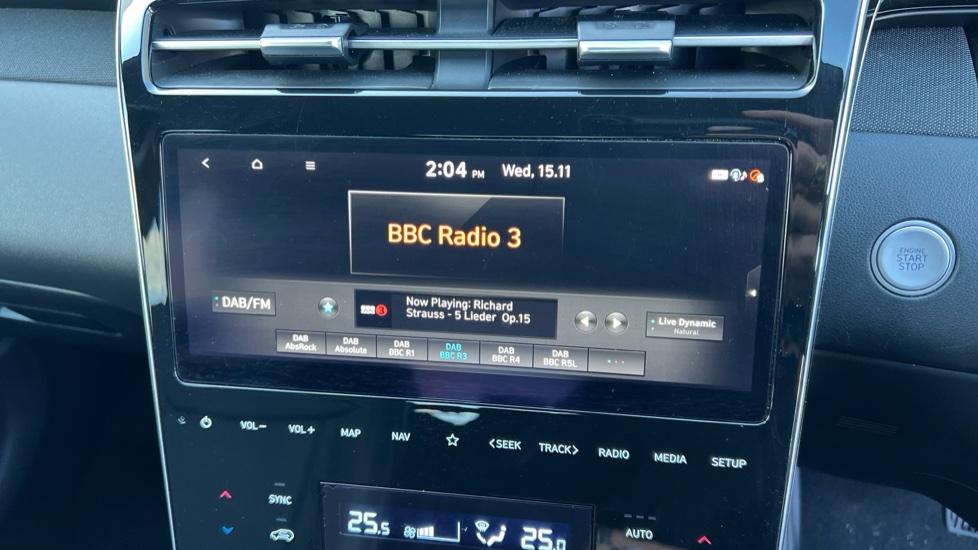 2:04 PM Wed, 15.11
BBC Radio 3
DAB/FM
Now Playing: Richard
Strauss - 5 Lieder Op.15
Live Dynamic
Natural
DAB
AbsRock
DAB
Absolute
DAB
BBC R1
DAB
BBC R3
DAB
BBC R4
DAB
BBC R5L
ENGINE
START
STOP
VOL- VOL+ MAP NAV <SEEK TRACK> RADIO MEDIA SETUP
SYNC
25.5
25.0
AUTO